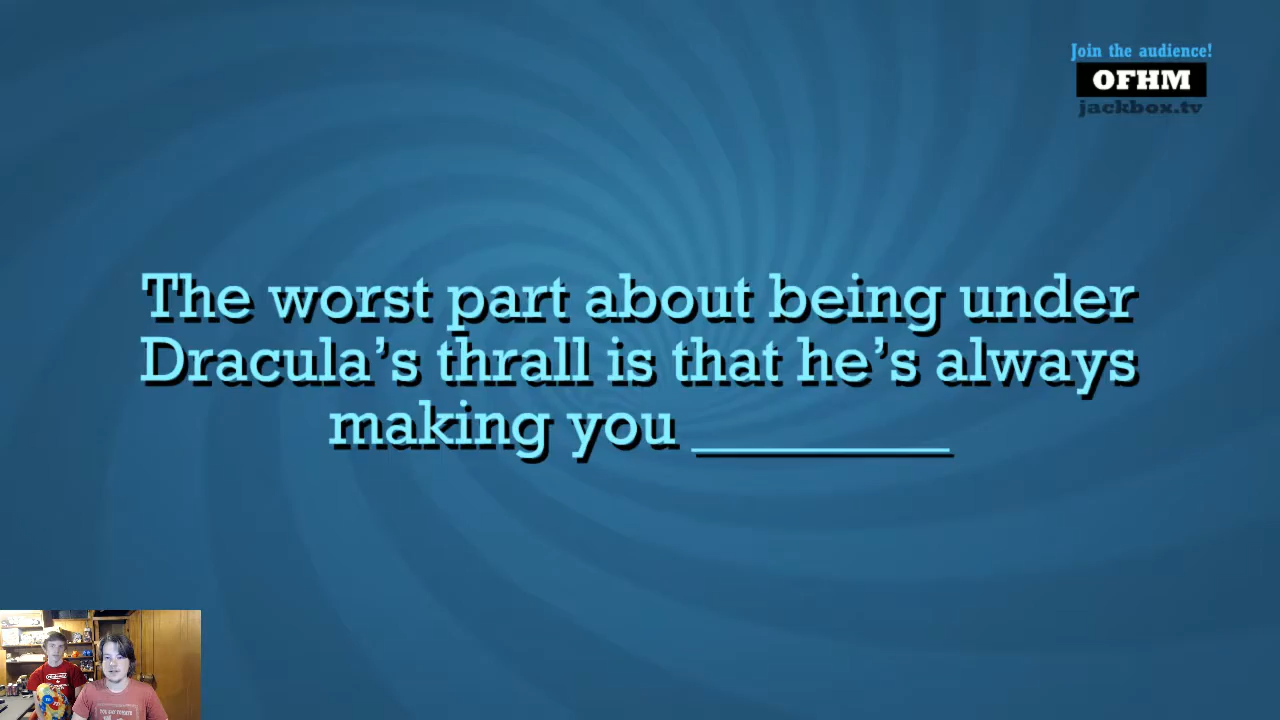 Join the audience!
OFHM
jackbox.tv
The worst part about being under
Dracula’s thrall is that he’s always
making you _________